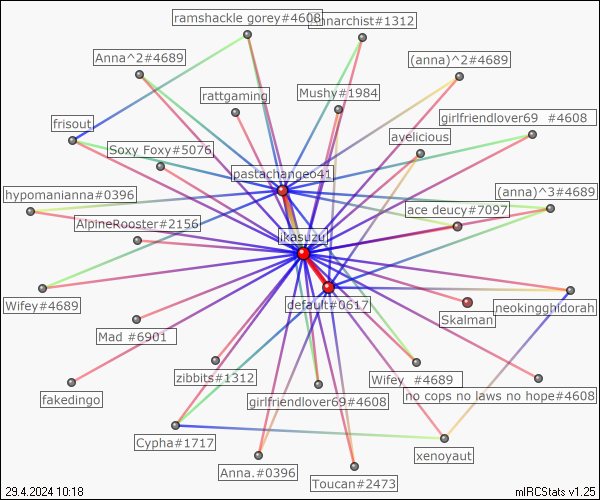 ramshackle gorey#4608
Annarchist#1312
Anna^2#4689
(anna)^2#4689
rattgaming
Mushy#1984
frisout
girlfriendlover69 #4608
avelicious
Soxy Foxy#5076
pastachangeo41
hypomanianna#0396
(anna)^3#4689
ace deucy#7097
AlpineRooster#2156
ikasuzu
Wifey#4689
default#0617
neokingghidorah
Skalman
Mad #6901
zibbits#1312
Wifey #4689
fakedingo
girlfriendlover69#4608
no cops no laws no hope#4608
Cypha#1717
xenoyaut
Anna.#0396
Toucan#2473
29.4.2024 10:18
mIRCStats v1.25